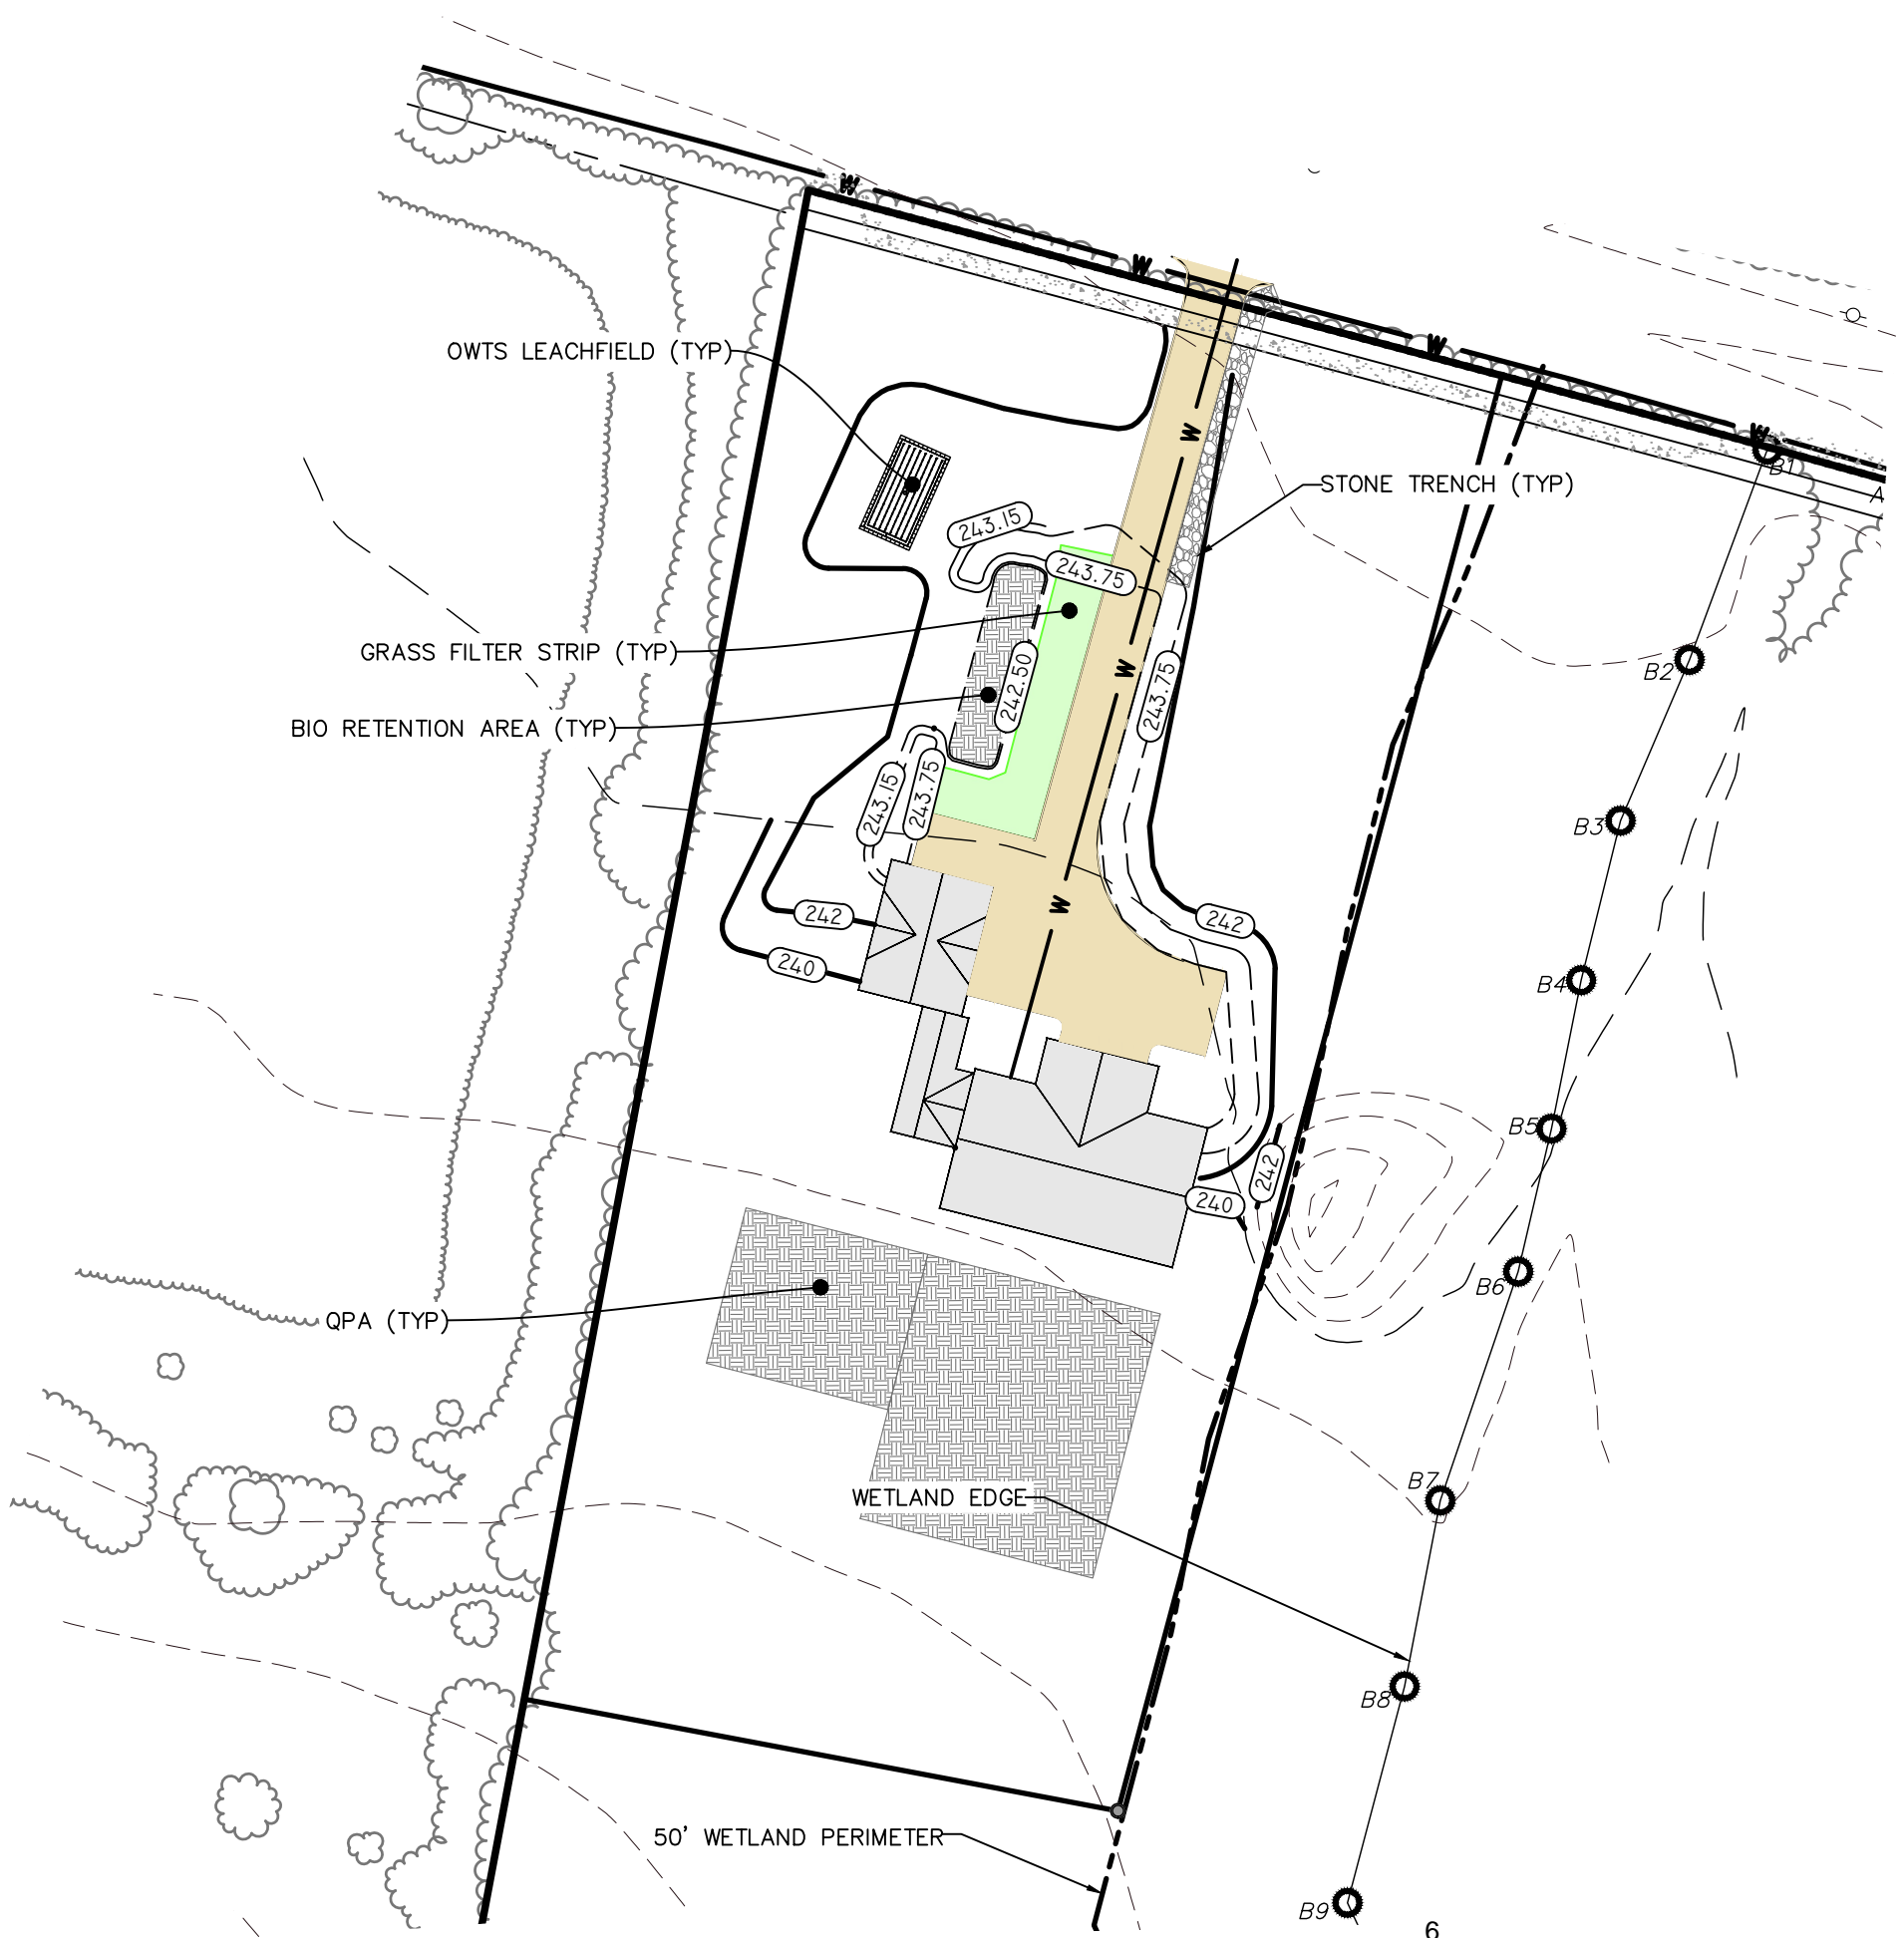 W
W
W
W
B1
A
OWTS LEACHFIELD (TYP)
W
STONE TRENCH (TYP)
243.15
243.75
GRASS FILTER STRIP (TYP)
W
B2
242.50
243.75
BIO RETENTION AREA (TYP)
243.15
243.75
B3
W
242
242
240
B4
B5
242
240
B6
QPA (TYP)
B7
WETLAND EDGE
B8
50' WETLAND PERIMETER
B9
6